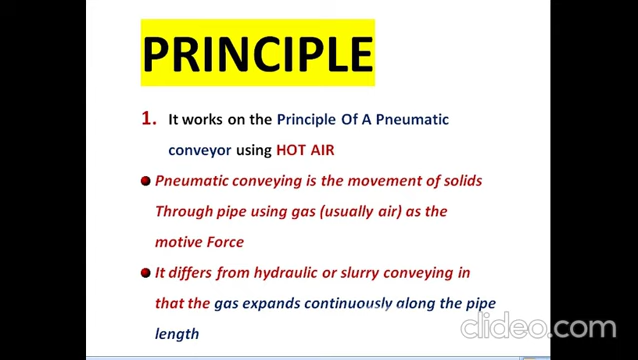 PRINCIPLE
1. It works on the Principle Of A Pneumatic
conveyor using HOT AIR
Pneumatic conveying is the movement of solids
Through pipe using gas (usually air) as the
motive Force
It differs from hydraulic or slurry conveying in
that the gas expands continuously along the pipe
length
clideo.com